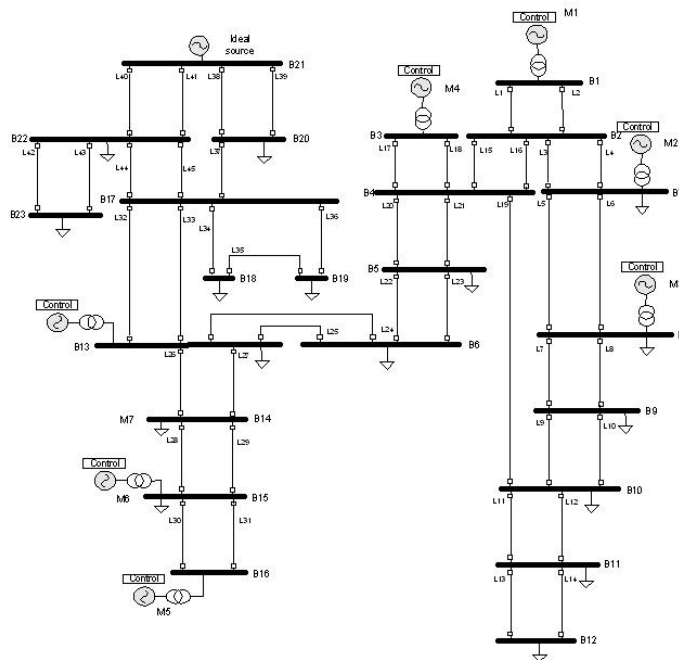 Control M1
Ideal
source
B21
L40 L41 L38 L39
Control
M4
B1
L1 L2
Control
M2
B22
L42 L43
L44 L45
L37
B20
B3
L17 L18
L15 L16
B2
L3 L4
B23
B17
L32 L33
L34
L36
B4
L20 L21
L19
L5 L6
L35
B18 B19
B5
L22 L23
Control
Control
B13
L26 L27
L25 L24
B6
L7 L8
M7
B14
L28 L29
B9
L9 L10
Control
M6
B15
L30 L31
B10
L11 L12
Control
B16
M5
B11
L13 L14
B12